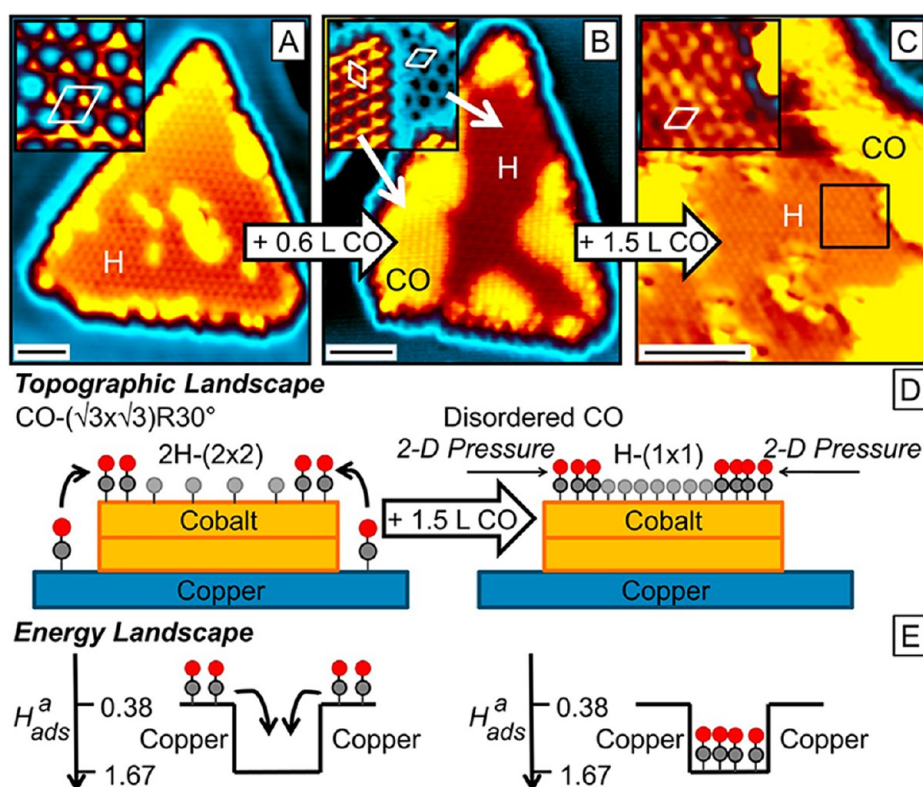 A
B
C
H
H
H
CO
CO
+ 0.6 L CO
+ 1.5 L CO
Topographic Landscape
D
CO-(√3x√3)R30°
Disordered CO
2H-(2x2)
2-D Pressure
H-(1x1)
2-D Pressure
Cobalt
+ 1.5 L CO
Cobalt
Copper
Copper
Energy Landscape
E
H^a_ads
0.38
Copper
Copper
1.67
H^a_ads
0.38
Copper
Copper
1.67